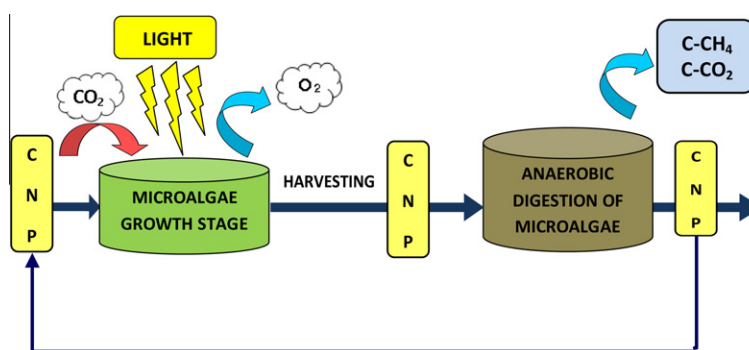 LIGHT
CO₂
O₂
C-CH₄
C-CO₂
C
N
P
MICROALGAE
GROWTH STAGE
HARVESTING
C
N
P
ANAEROBIC
DIGESTION OF
MICROALGAE
C
N
P